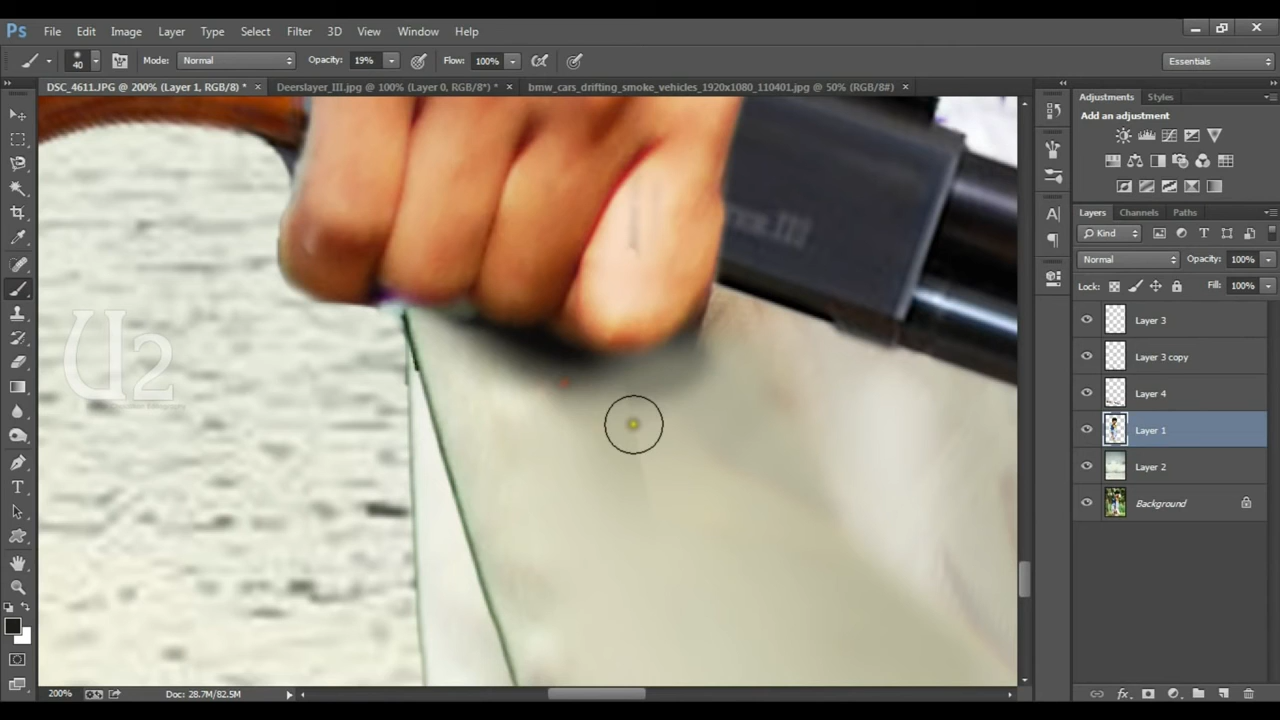 Ps File Edit Image Layer Type Select Filter 3D View Window Help
40 Mode: Normal Opacity: 19% Flow: 100% Essentials
DSC_4611.JPG @ 200% (Layer 1, RGB/8) * × Deerslayer_III.jpg @ 100% (Layer 0, RGB/8*) * × bmw_cars_drifting_smoke_vehicles_1920x1080_110401.jpg @ 50% (RGB/8#) ×
Adjustments Styles
Add an adjustment
Layers Channels Paths
Kind
Normal Opacity: 100%
Lock: Fill: 100%
Layer 3
Layer 3 copy
Layer 4
Layer 1
Layer 2
Background
U2
200% Doc: 28.7M/82.5M